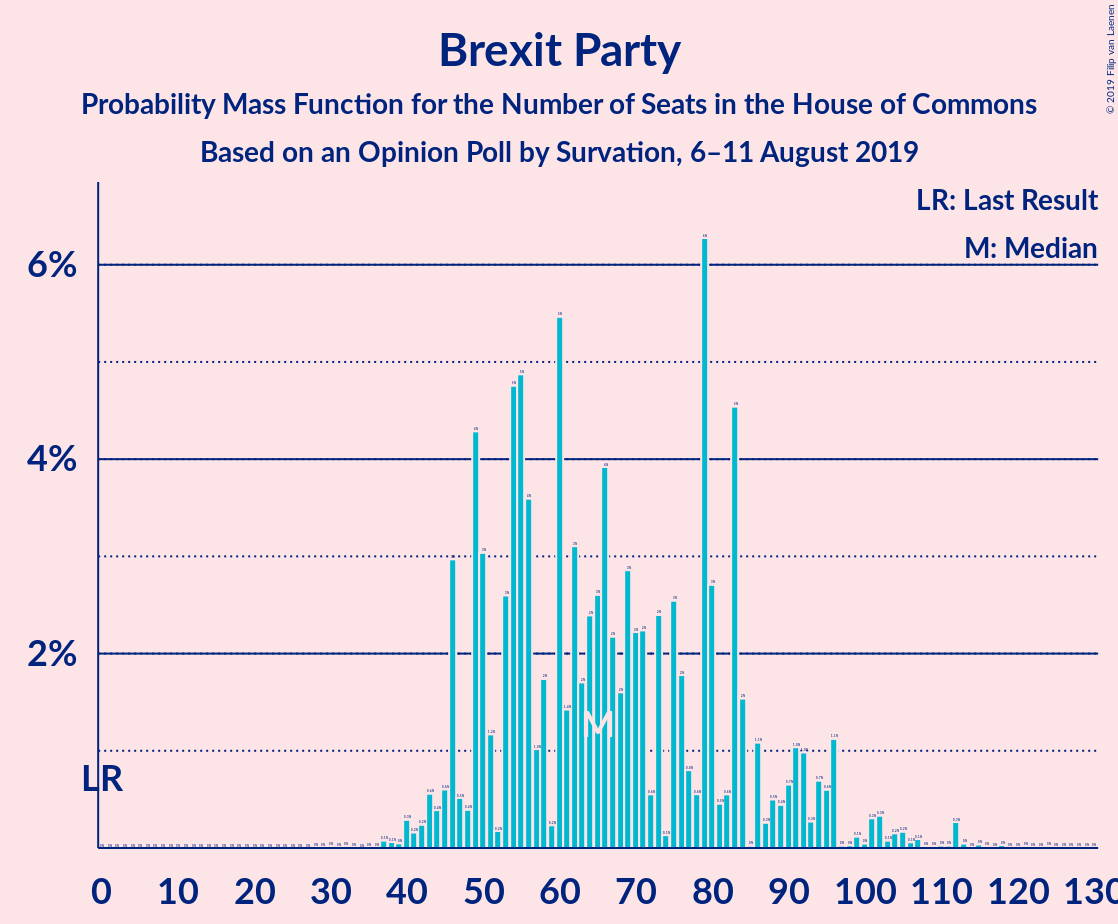 Brexit Party
Probability Mass Function for the Number of Seats in the House of Commons
Based on an Opinion Poll by Survation, 6–11 August 2019
© 2019 Filip van Laenen
LR: Last Result
M: Median
6%
4%
2%
LR
M
0 10 20 30 40 50 60 70 80 90 100 110 120 130